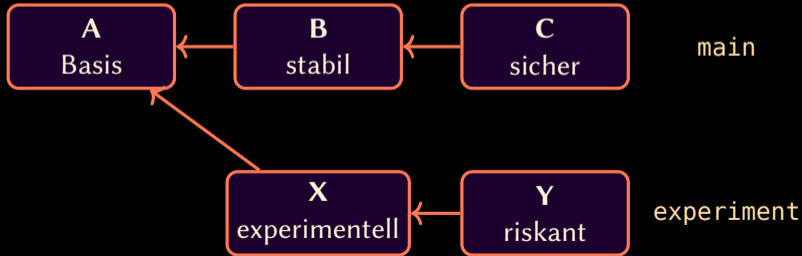 A
Basis
B
stabil
C
sicher
main
X
experimentell
Y
riskant
experiment